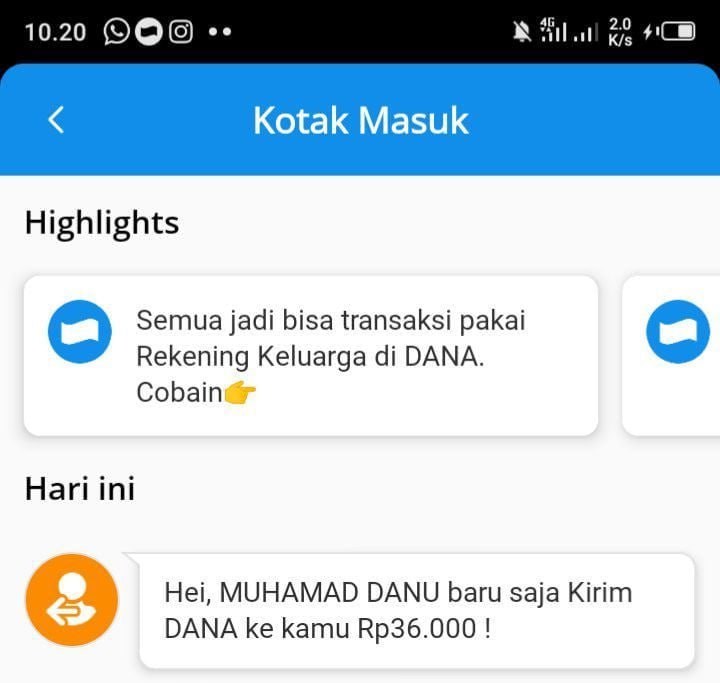 10.20
4G
2.0
K/s
Kotak Masuk
Highlights
Semua jadi bisa transaksi pakai
Rekening Keluarga di DANA.
Cobain👉
Hari ini
Hei, MUHAMAD DANU baru saja Kirim
DANA ke kamu Rp36.000 !